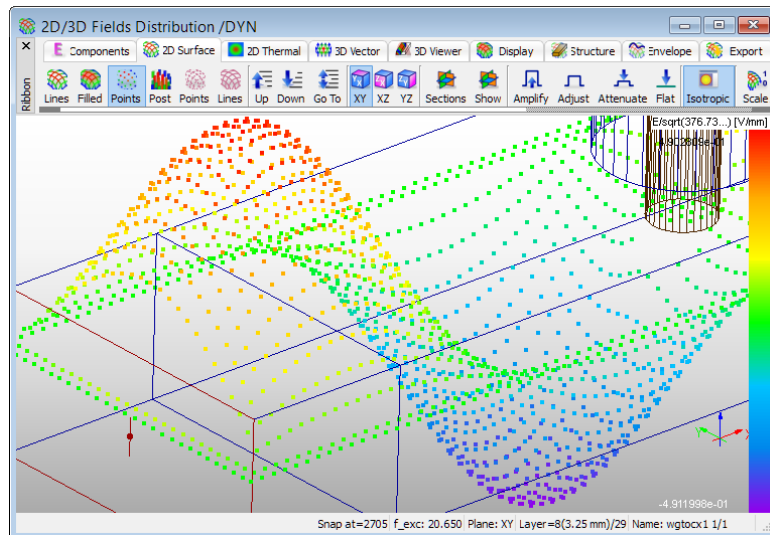 2D/3D Fields Distribution /DYN
Components 2D Surface 2D Thermal 3D Vector 3D Viewer Display Structure Envelope Export
Ribbon
Lines Filled Points Post Points Lines Up Down Go To XY XZ YZ Sections Show Amplify Adjust Attenuate Flat Isotropic Scale
E/sqrt(376.73...) [V/mm]
4.902809e-01
Y X
-4.911998e-01
Snap at=2705 f_exc: 20.650 Plane: XY Layer=8(3.25 mm)/29 Name: wgtocx1 1/1